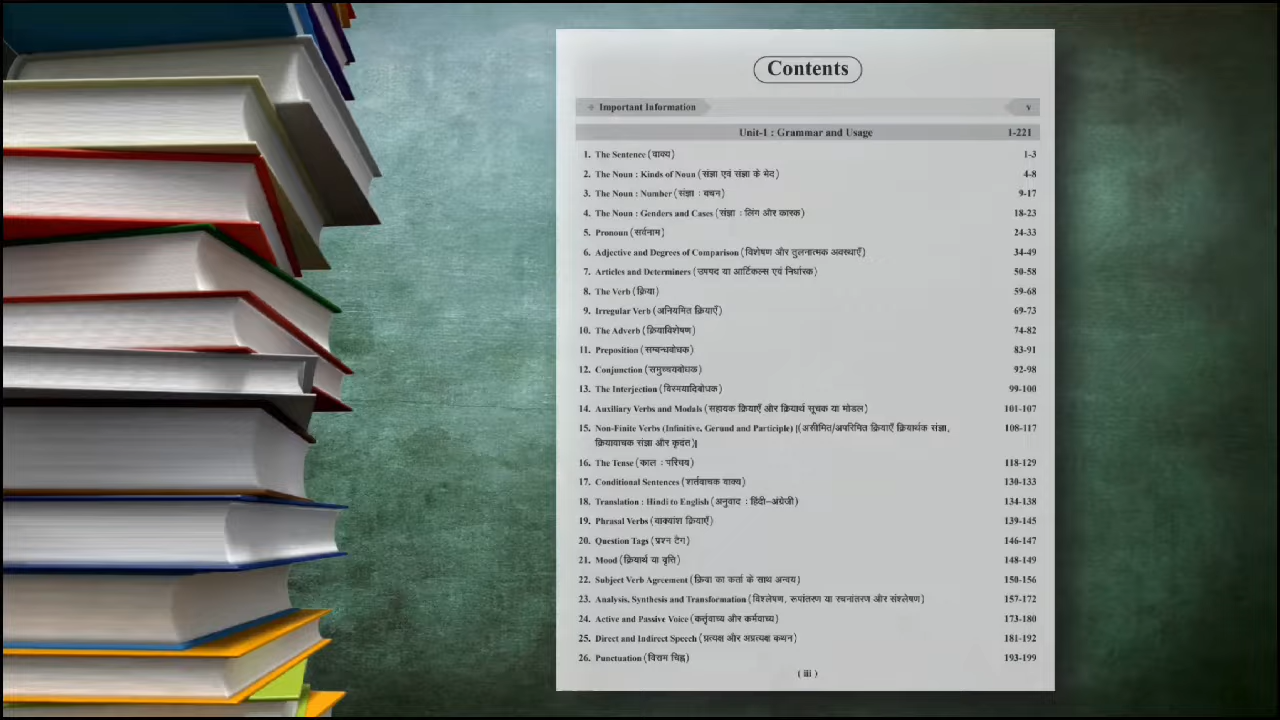 Contents
Important Information v
Unit-1 : Grammar and Usage 1-221
1. The Sentence (वाक्य) 1-3
2. The Noun : Kinds of Noun (संज्ञा एवं संज्ञा के भेद) 4-8
3. The Noun : Number (संज्ञा : वचन) 9-17
4. The Noun : Genders and Cases (संज्ञा : लिंग और कारक) 18-23
5. Pronoun (सर्वनाम) 24-33
6. Adjective and Degrees of Comparison (विशेषण और तुलनात्मक अवस्थाएँ) 34-49
7. Articles and Determiners (उपपद या आर्टिकल्स एवं निर्धारक) 50-58
8. The Verb (क्रिया) 59-68
9. Irregular Verb (अनियमित क्रियाएँ) 69-73
10. The Adverb (क्रियाविशेषण) 74-82
11. Preposition (सम्बन्धबोधक) 83-91
12. Conjunction (समुच्चयबोधक) 92-98
13. The Interjection (विस्मयादिबोधक) 99-100
14. Auxiliary Verbs and Modals (सहायक क्रियाएँ और क्रियार्थ सूचक या मोडल) 101-107
15. Non-Finite Verbs (Infinitive, Gerund and Participle) [(असीमित/अपरिमित क्रियाएँ क्रियार्थक संज्ञा, 108-117
क्रियावाचक संज्ञा और कृदंत)]
16. The Tense (काल : परिचय) 118-129
17. Conditional Sentences (शर्तवाचक वाक्य) 130-133
18. Translation : Hindi to English (अनुवाद : हिंदी-अंग्रेजी) 134-138
19. Phrasal Verbs (वाक्यांश क्रियाएँ) 139-145
20. Question Tags (प्रश्न टैग) 146-147
21. Mood (क्रियार्थ या वृत्ति) 148-149
22. Subject Verb Agreement (क्रिया का कर्ता के साथ अन्वय) 150-156
23. Analysis, Synthesis and Transformation (विश्लेषण, रूपांतरण या रचनांतरण और संश्लेषण) 157-172
24. Active and Passive Voice (कर्तृवाच्य और कर्मवाच्य) 173-180
25. Direct and Indirect Speech (प्रत्यक्ष और अप्रत्यक्ष कथन) 181-192
26. Punctuation (विराम चिह्न) 193-199
( iii )